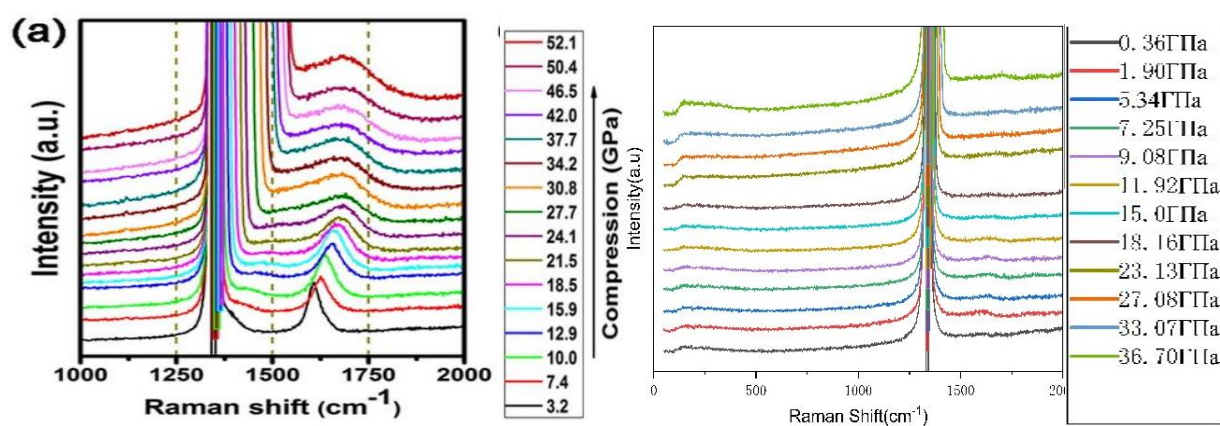 (a)
Intensity (a.u.)
1000 1250 1500 1750 2000
Raman shift (cm-1)
52.1
50.4
46.5
42.0
37.7
34.2
30.8
27.7
24.1
21.5
18.5
15.9
12.9
10.0
7.4
3.2
Compression (GPa)
Intensity(a.u)
0 500 1000 1500 200
Raman Shift(cm-1)
0.36ГПа
1.90ГПа
5.34ГПа
7.25ГПа
9.08ГПа
11.92ГПа
15.0ГПа
18.16ГПа
23.13ГПа
27.08ГПа
33.07ГПа
36.70ГПа